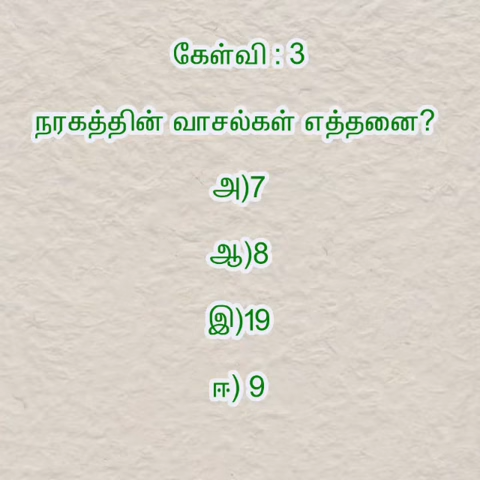 கேள்வி : 3
நரகத்தின் வாசல்கள் எத்தனை?
அ)7
ஆ)8
இ)19
ஈ) 9